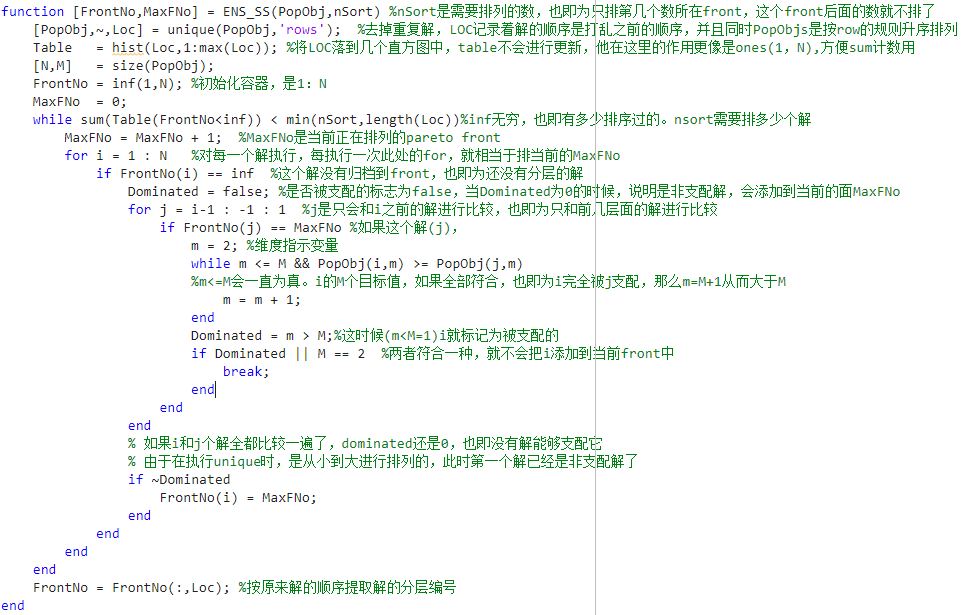 function [FrontNo,MaxFNo] = ENS_SS(PopObj,nSort) %nSort是需要排列的数，也即为只排第几个数所在front，这个front后面的数就不排了
[PopObj,~,Loc] = unique(PopObj,'rows');  %去掉重复解，LOC记录着解的顺序是打乱之前的顺序，并且同时PopObjs是按row的规则升序排列
Table   = hist(Loc,1:max(Loc)); %将LOC落到几个直方图中，table不会进行更新，他在这里的作用更像是ones(1，N),方便sum计数用
[N,M]   = size(PopObj);
FrontNo = inf(1,N); %初始化容器，是1：N
MaxFNo  = 0;
while sum(Table(FrontNo<inf)) < min(nSort,length(Loc))%inf无穷，也即有多少排序过的。nsort需要排多少个解
MaxFNo = MaxFNo + 1;  %MaxFNo是当前正在排列的pareto front
for i = 1 : N   %对每一个解执行，每执行一次此处的for，就相当于排当前的MaxFNo
if FrontNo(i) == inf  %这个解没有归档到front，也即为还没有分层的解
Dominated = false; %是否被支配的标志为false，当Dominated为0的时候，说明是非支配解，会添加到当前的面MaxFNo
for j = i-1 : -1 : 1  %j是只会和i之前的解进行比较，也即为只和前几层面的解进行比较
if FrontNo(j) == MaxFNo %如果这个解(j)，
m = 2; %维度指示变量
while m <= M && PopObj(i,m) >= PopObj(j,m)
%m<=M会一直为真。i的M个目标值，如果全部符合，也即为i完全被j支配，那么m=M+1从而大于M
m = m + 1;
end
Dominated = m > M;%这时候(m<M=1)i就标记为被支配的
if Dominated || M == 2  %两者符合一种，就不会把i添加到当前front中
break;
end
end
end
% 如果i和j个解全都比较一遍了，dominated还是0，也即没有解能够支配它
% 由于在执行unique时，是从小到大进行排列的，此时第一个解已经是非支配解了
if ~Dominated
FrontNo(i) = MaxFNo;
end
end
end
end
FrontNo = FrontNo(:,Loc); %按原来解的顺序提取解的分层编号
end